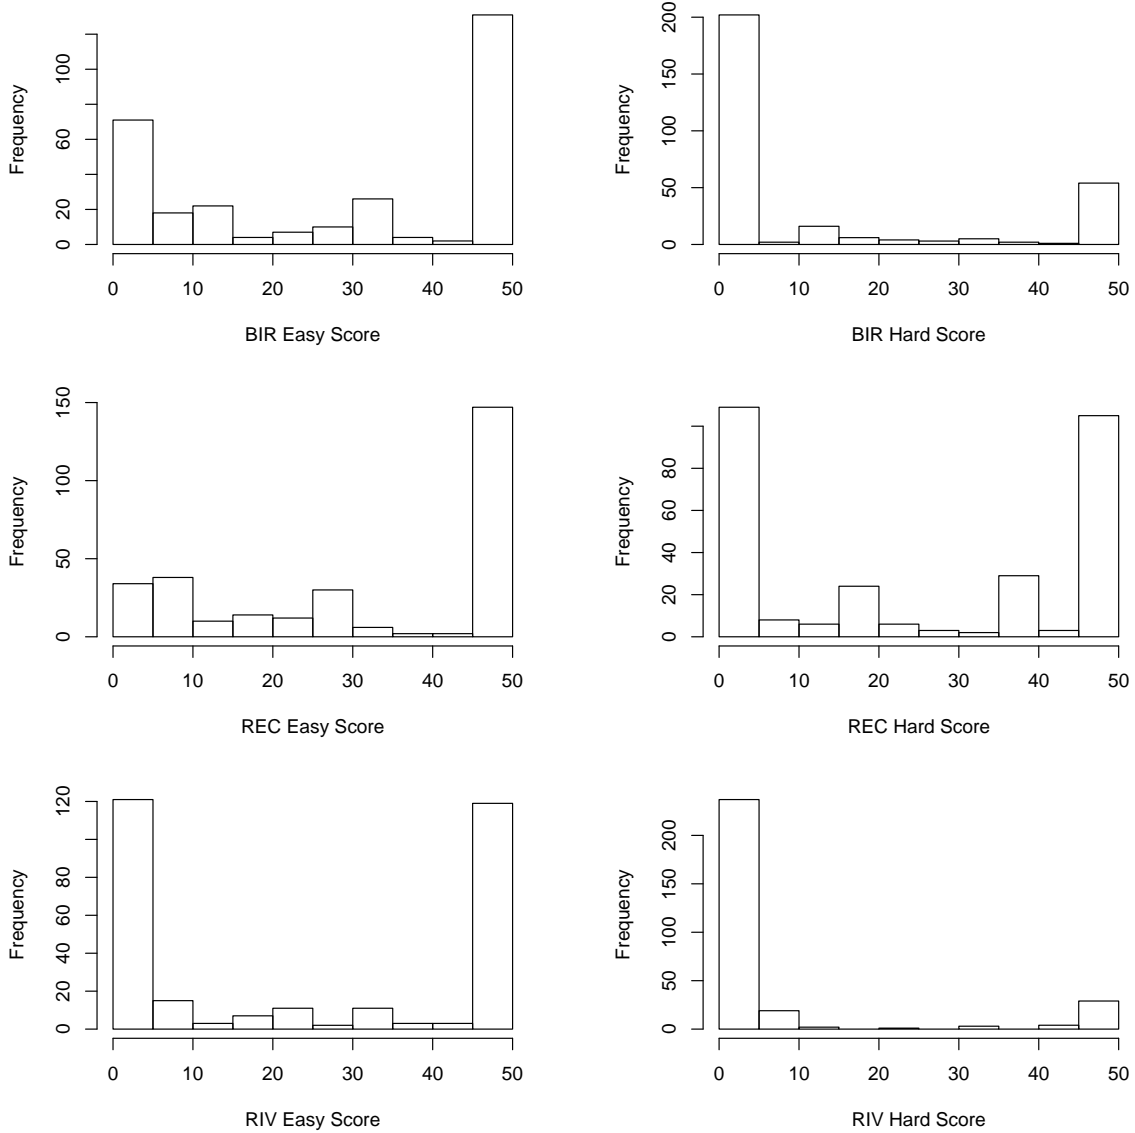 Frequency
0 20 60 100
0 10 20 30 40 50
BIR Easy Score
Frequency
0 50 100 150 200
0 10 20 30 40 50
BIR Hard Score
Frequency
0 50 100 150
0 10 20 30 40 50
REC Easy Score
Frequency
0 20 40 60 80
0 10 20 30 40 50
REC Hard Score
Frequency
0 20 40 60 80 120
0 10 20 30 40 50
RIV Easy Score
Frequency
0 50 100 150 200
0 10 20 30 40 50
RIV Hard Score